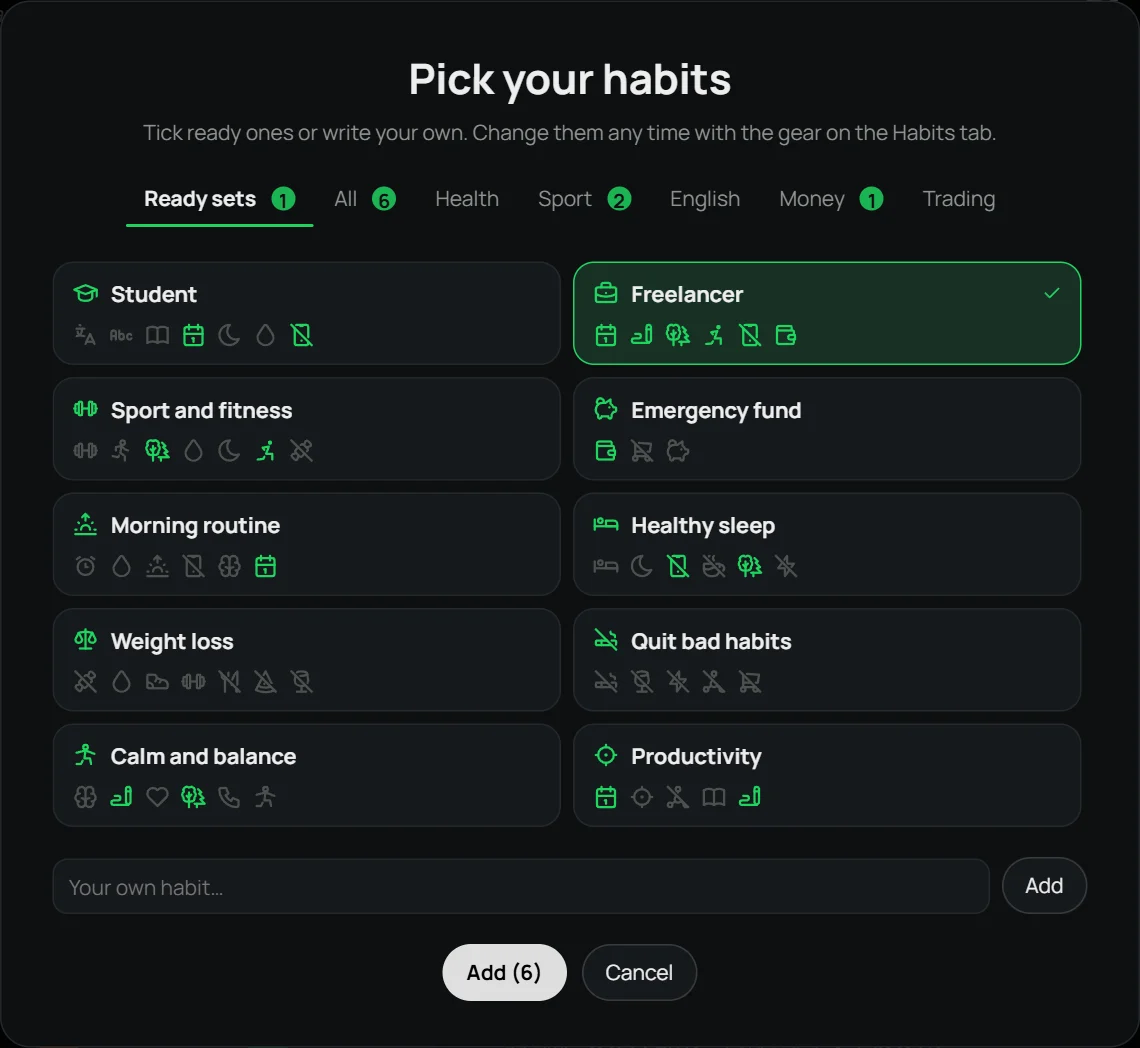 Pick your habits
Tick ready ones or write your own. Change them any time with the gear on the Habits tab.
Ready sets 1 All 6 Health Sport 2 English Money 1 Trading
Student
Abc
Freelancer
Sport and fitness
Emergency fund
Morning routine
Healthy sleep
Weight loss
Quit bad habits
Calm and balance
Productivity
Your own habit...
Add
Add (6)
Cancel